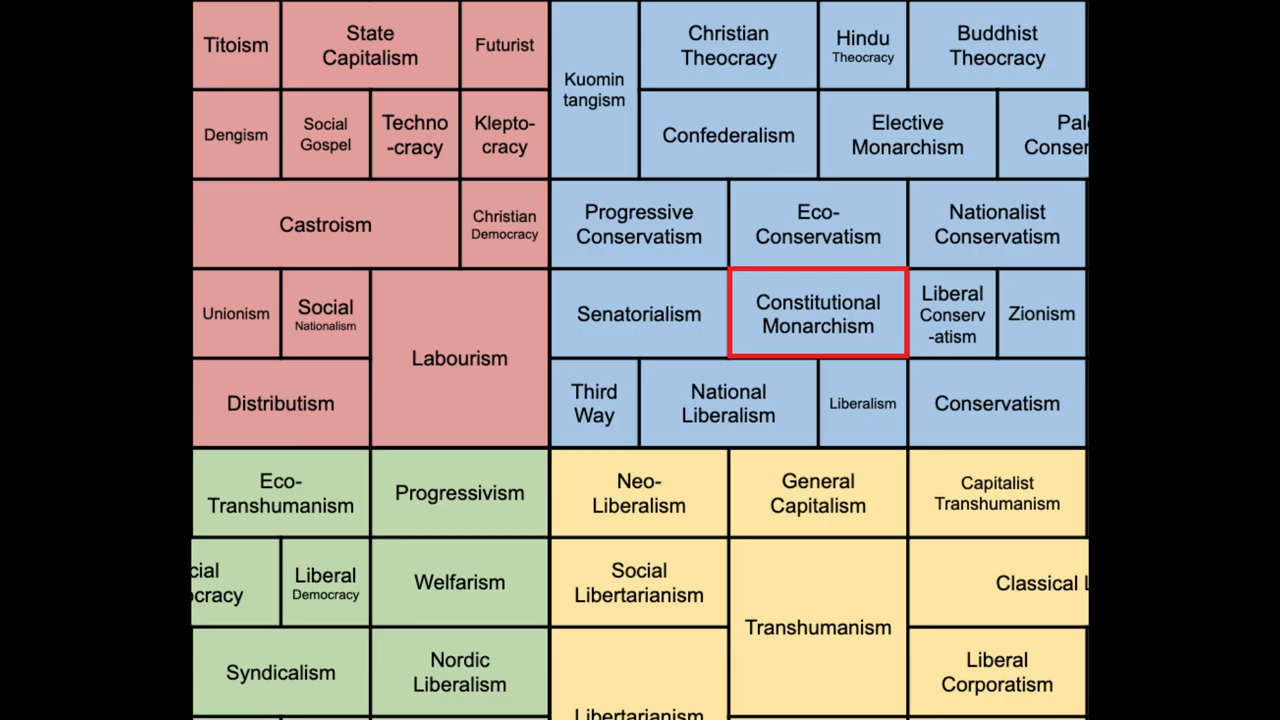 Titoism
State
Capitalism
Futurist
Kuomin
tangism
Christian
Theocracy
Hindu
Theocracy
Buddhist
Theocracy
Dengism
Social
Gospel
Techno
-cracy
Klepto-
cracy
Confederalism
Elective
Monarchism
Castroism
Christian
Democracy
Progressive
Conservatism
Eco-
Conservatism
Nationalist
Conservatism
Unionism
Social
Nationalism
Labourism
Senatorialism
Constitutional
Monarchism
Liberal
Conserv
-atism
Zionism
Distributism
Third
Way
National
Liberalism
Liberalism
Conservatism
Eco-
Transhumanism
Progressivism
Neo-
Liberalism
General
Capitalism
Capitalist
Transhumanism
Liberal
Democracy
Welfarism
Social
Libertarianism
Transhumanism
Classical
Syndicalism
Nordic
Liberalism
Libertarianism
Liberal
Corporatism